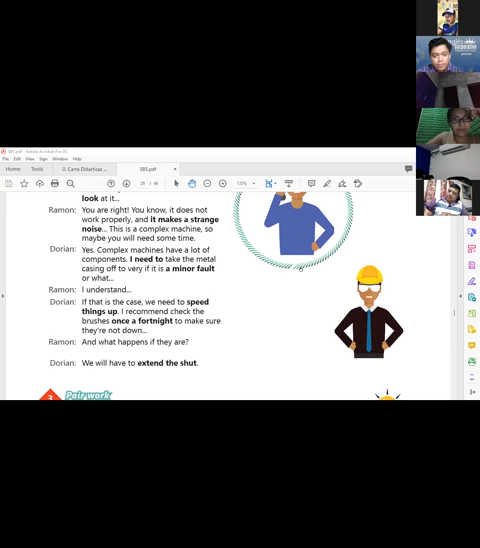 SB5.pdf - Adobe Acrobat Pro DC
File Edit View Sign Window Help
Home Tools 0. Carta Didacticas ... SB5.pdf ×
28 / 49 138%
look at it...
Ramon: You are right! You know, it does not
work properly, and it makes a strange
noise... This is a complex machine, so
maybe you will need some time.
Dorian: Yes. Complex machines have a lot of
components. I need to take the metal
casing off to very if it is a minor fault
or what...
Ramon: I understand...
Dorian: If that is the case, we need to speed
things up. I recommend check the
brushes once a fortnight to make sure
they're not down...
Ramon: And what happens if they are?
Dorian: We will have to extend the shut.
3 Pair work